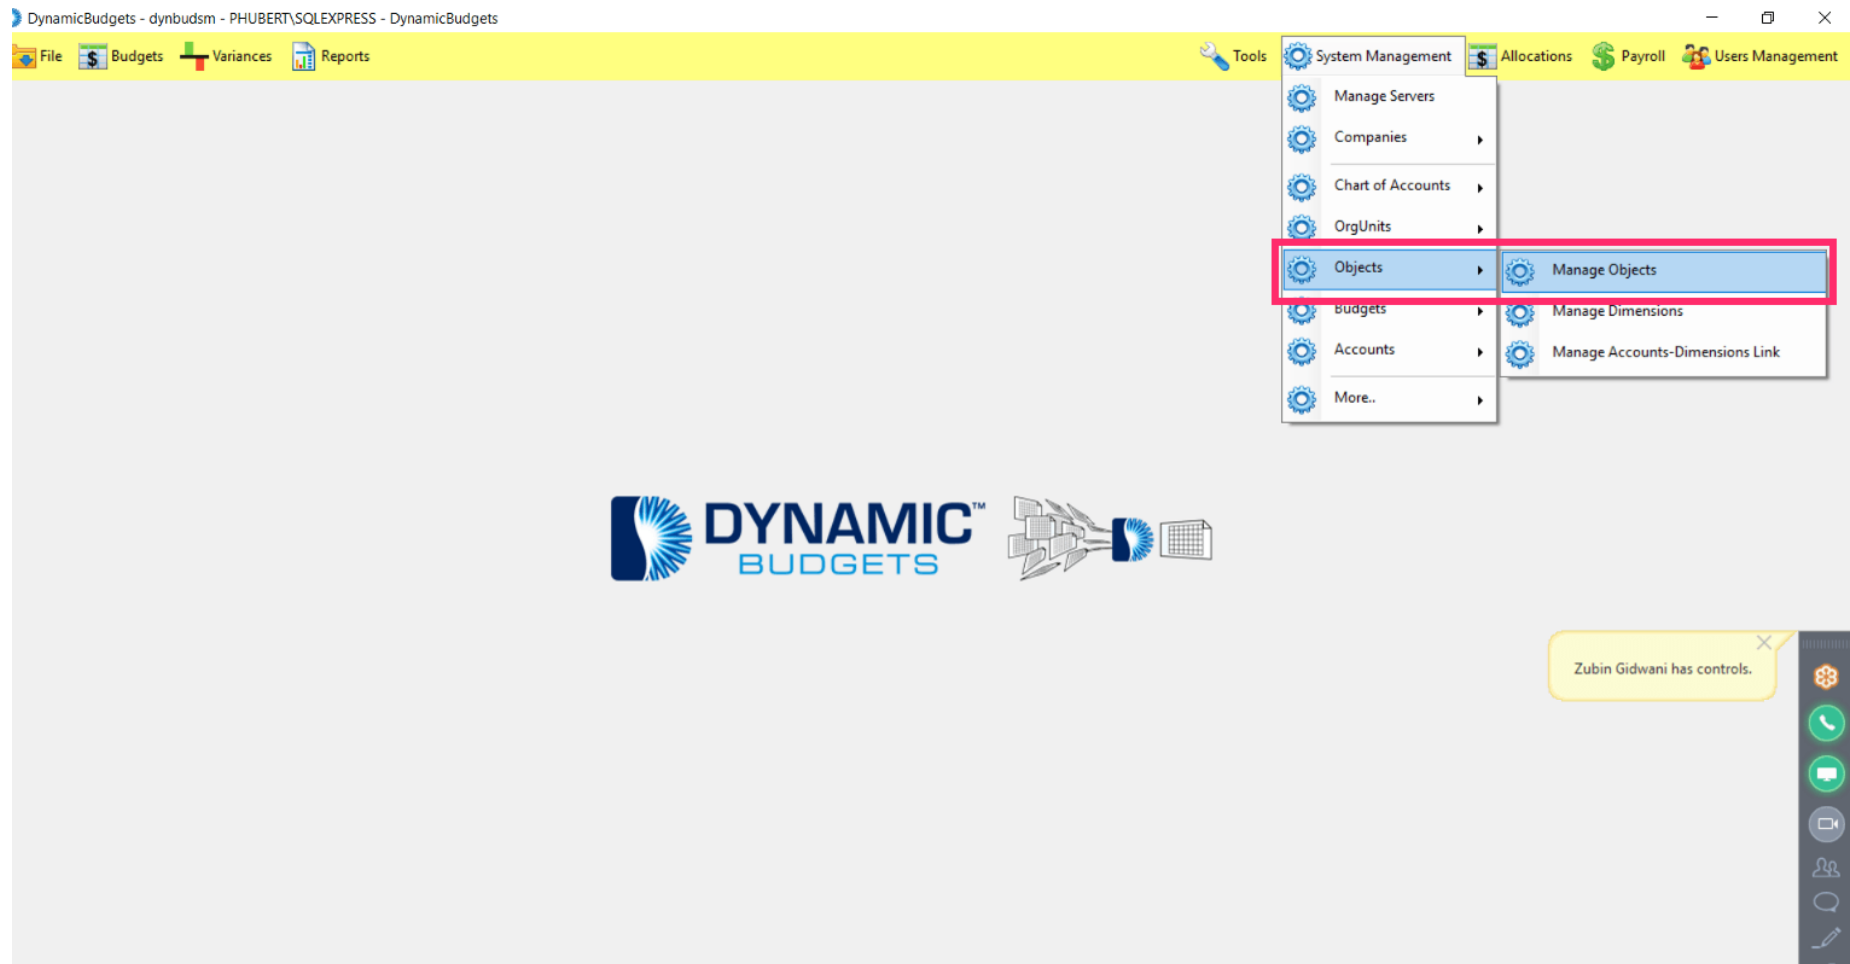 DynamicBudgets - dynbudsm - PHUBERT\SQLEXPRESS - DynamicBudgets
File Budgets Variances Reports Tools System Management Allocations Payroll Users Management
Manage Servers
Companies
Chart of Accounts
OrgUnits
Objects
Budgets
Accounts
More..
Manage Objects
Manage Dimensions
Manage Accounts-Dimensions Link
DYNAMIC™
BUDGETS
Zubin Gidwani has controls.